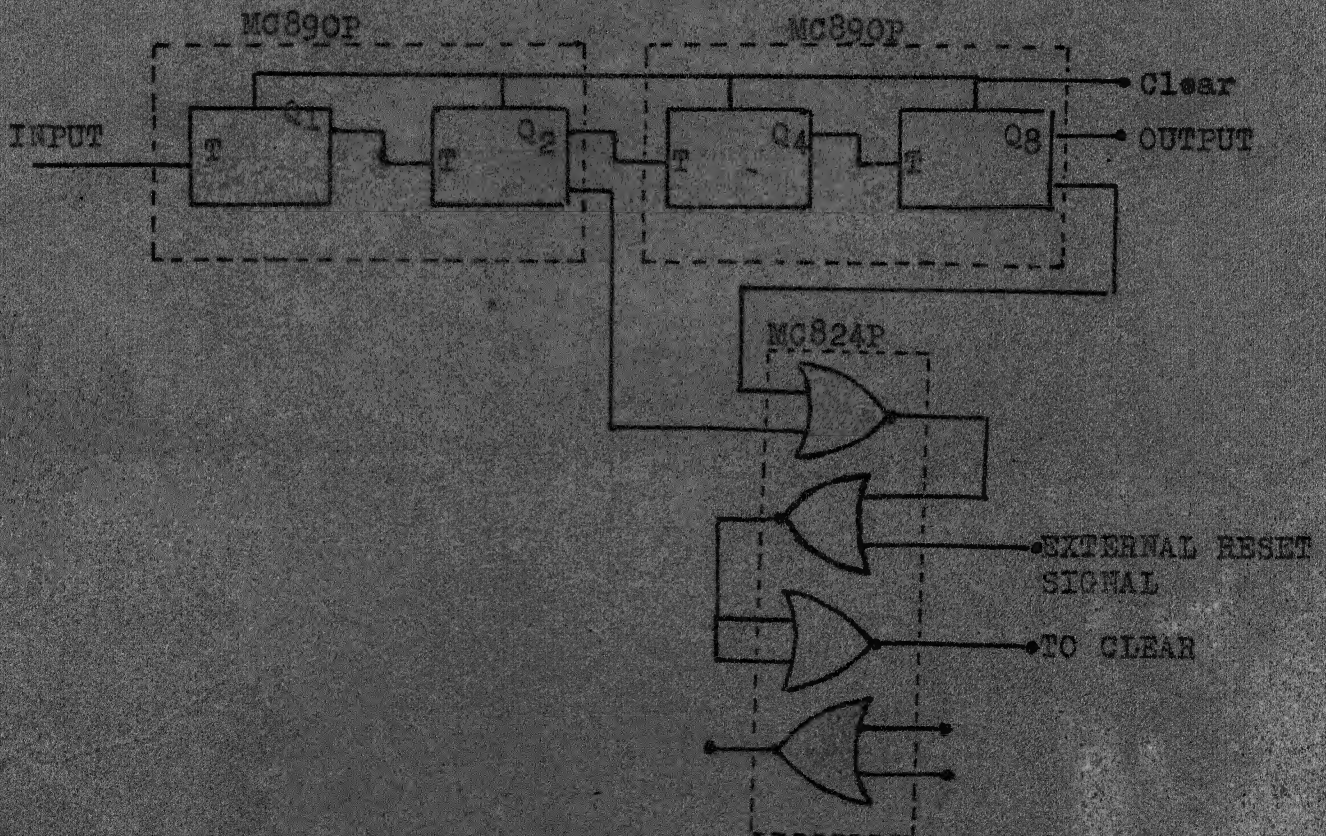 MC890P
MC890P
Clear
INPUT
T
Q1
T
Q2
T
Q4
T
Q8
OUTPUT
MC824P
EXTERNAL RESET
SIGNAL
TO CLEAR